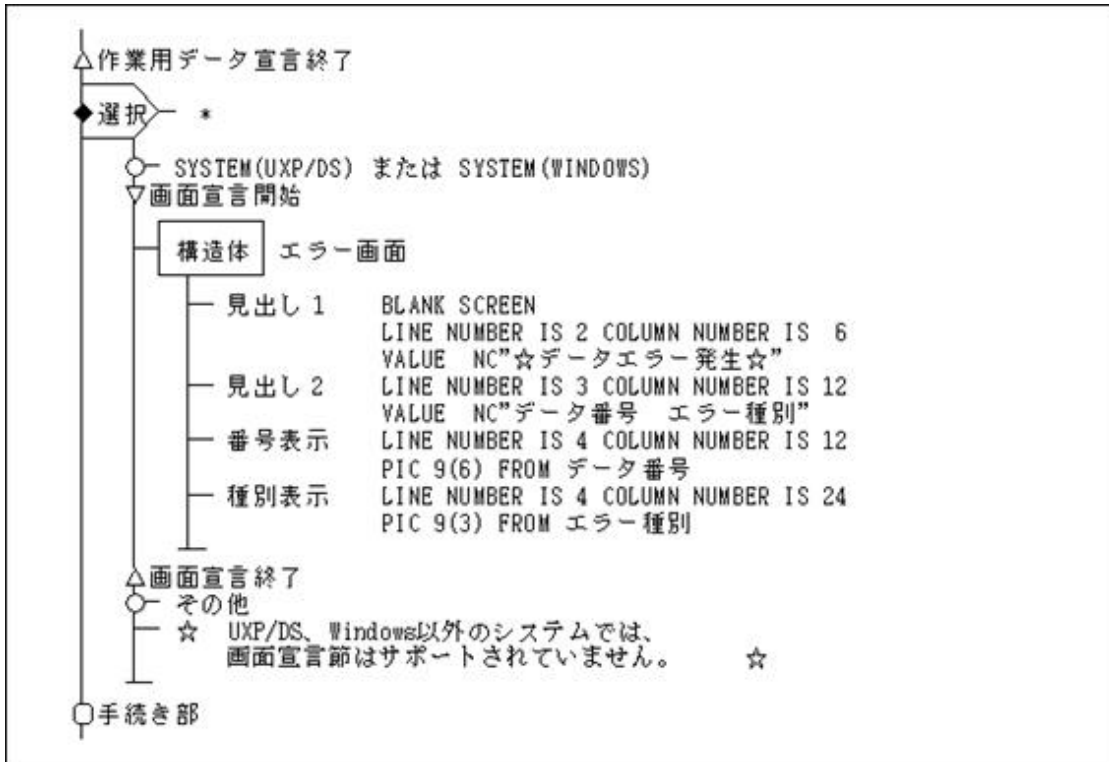 作業用データ宣言終了
選択 *
SYSTEM(UXP/DS) または SYSTEM(WINDOWS)
画面宣言開始
構造体 エラー画面
見出し1 BLANK SCREEN
LINE NUMBER IS 2 COLUMN NUMBER IS 6
VALUE NC"☆データエラー発生☆"
見出し2 LINE NUMBER IS 3 COLUMN NUMBER IS 12
VALUE NC"データ番号 エラー種別"
番号表示 LINE NUMBER IS 4 COLUMN NUMBER IS 12
PIC 9(6) FROM データ番号
種別表示 LINE NUMBER IS 4 COLUMN NUMBER IS 24
PIC 9(3) FROM エラー種別
画面宣言終了
その他
☆ UXP/DS、Windows以外のシステムでは、
画面宣言節はサポートされていません。 ☆
手続き部